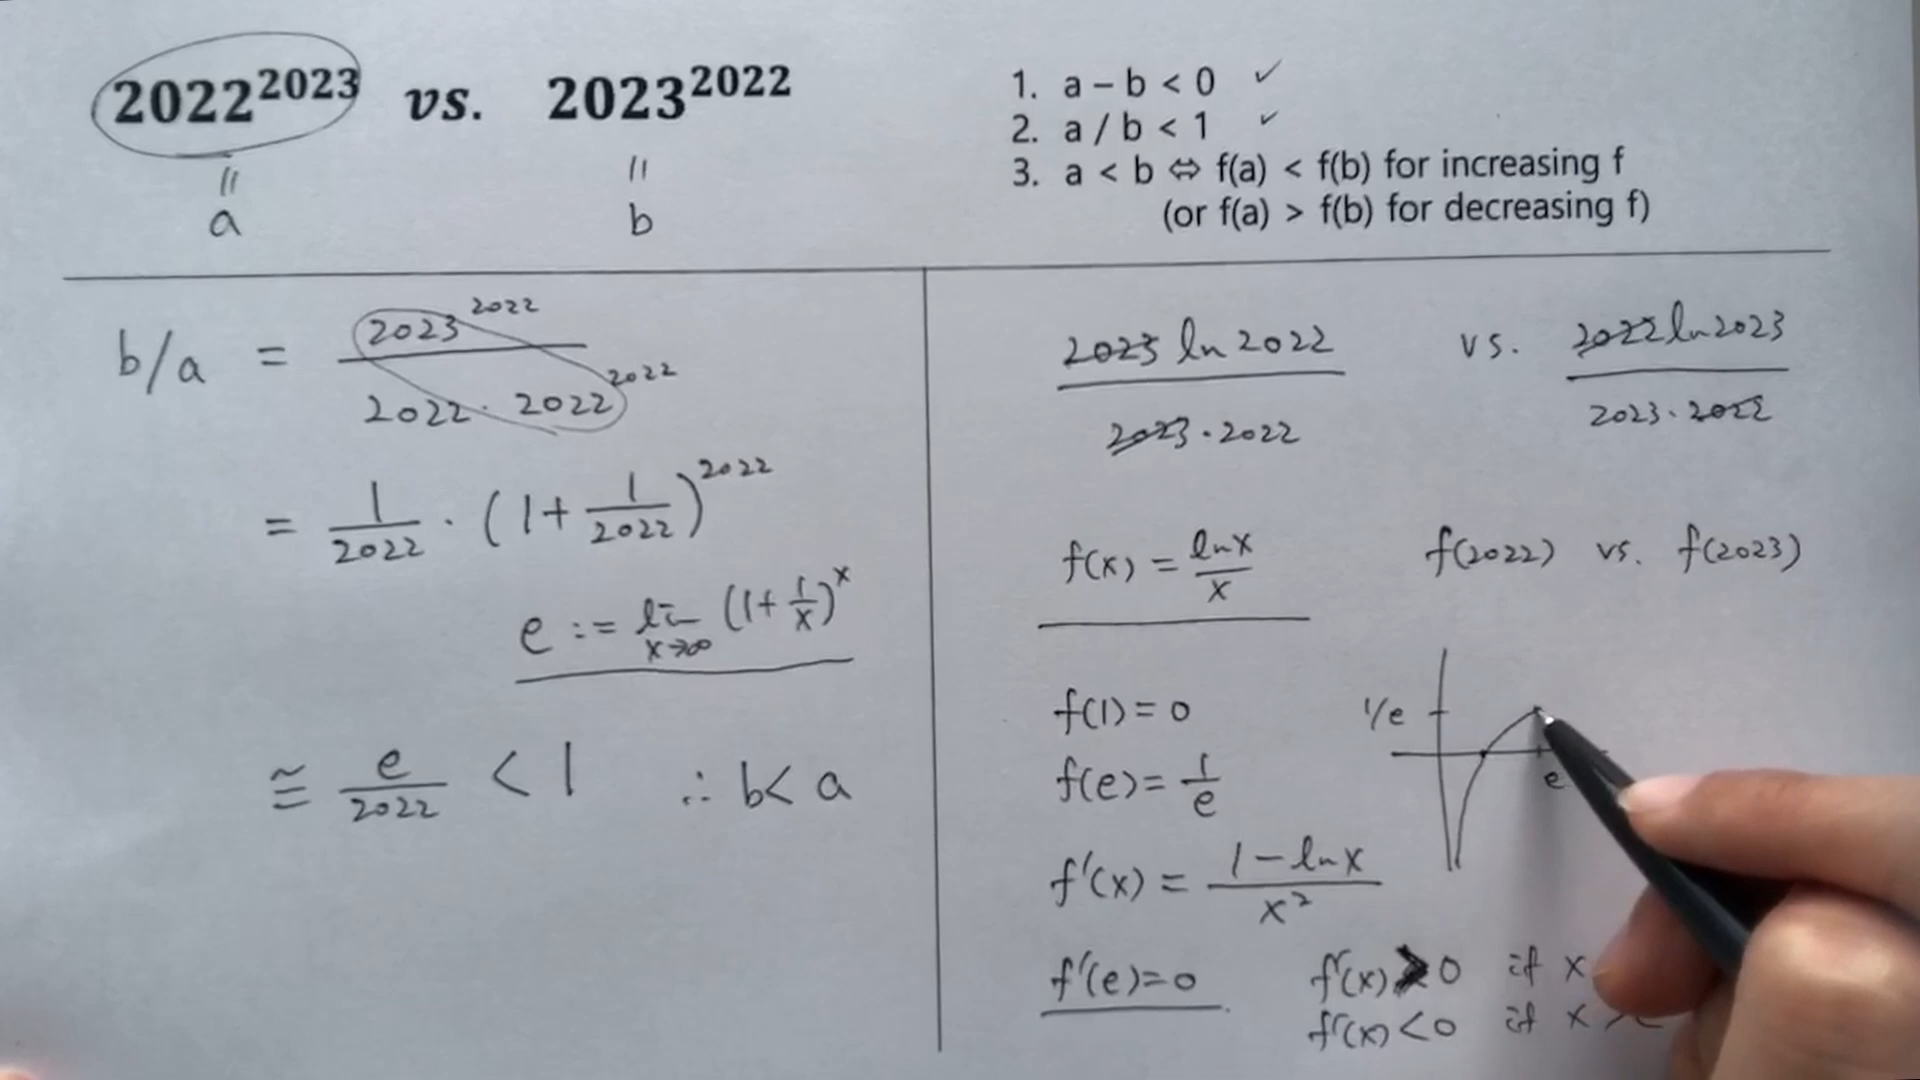 2022^2023 vs. 2023^2022
1. a – b < 0 ✓
2. a / b < 1 ✓
3. a < b ⇔ f(a) < f(b) for increasing f
(or f(a) > f(b) for decreasing f)
= =
a b
b/a = 2023^2022 / 2022 · 2022^2022
= 1/2022 · (1 + 1/2022)^2022
e := lim x→∞ (1 + 1/x)^x
≅ e/2022 < 1 ∴ b < a
2023 ln 2022 / 2023 · 2022 vs. 2022 ln 2023 / 2023 · 2022
f(x) = ln x / x f(2022) vs. f(2023)
f(1) = 0
1/e
e
f(e) = 1/e
f'(x) = 1 – ln x / x²
f'(e) = 0
f'(x) > 0 if x
f'(x) < 0 if x